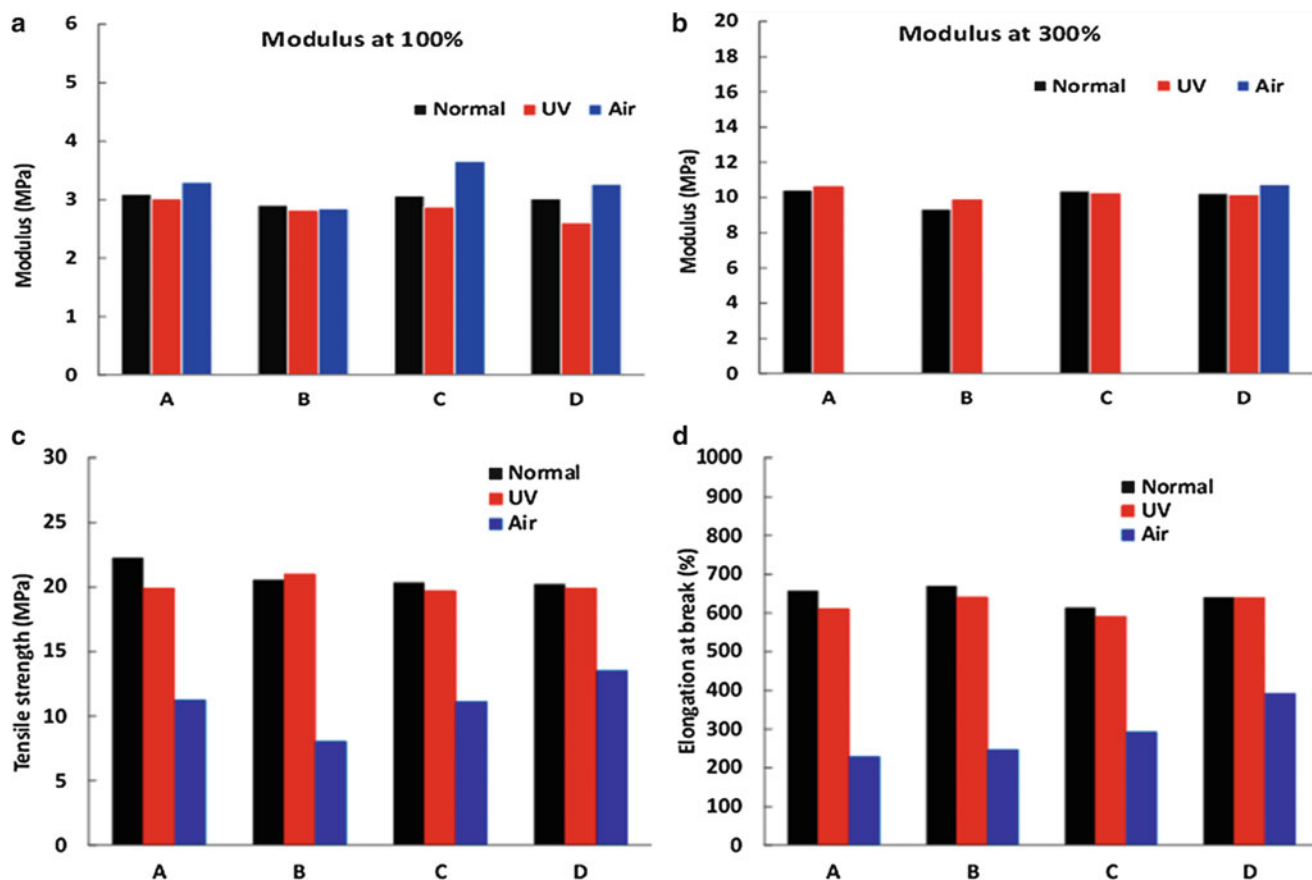 a
Modulus at 100%
Normal UV Air
Modulus (MPa)
6
5
4
3
2
1
0
A B C D
b
Modulus at 300%
Normal UV Air
Modulus (MPa)
20
18
16
14
12
10
8
6
4
2
0
A B C D
c
Normal
UV
Air
Tensile strength (MPa)
30
25
20
15
10
5
0
A B C D
d
Normal
UV
Air
Elongation at break (%)
1000
900
800
700
600
500
400
300
200
100
0
A B C D